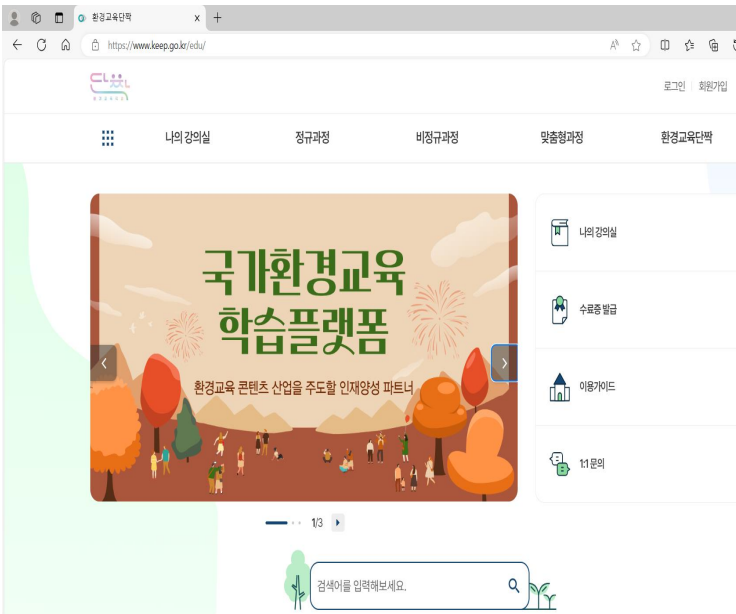 환경교육단짝
https://www.keep.go.kr/edu/
로그인 회원가입
나의 강의실 정규과정 비정규과정 맞춤형과정 환경교육단짝
국가환경교육
학습플랫폼
환경교육 콘텐츠 산업을 주도할 인재양성 파트너
나의 강의실
수료증 발급
이용가이드
1:1 문의
1/3
검색어를 입력해보세요.